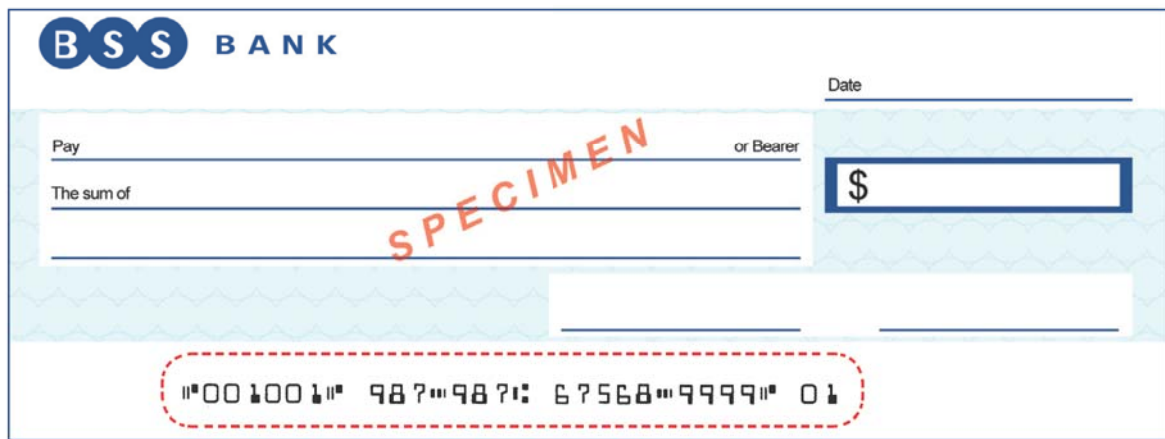 BSS BANK
Date
Pay or Bearer
$
The sum of
SPECIMEN
⑈001001⑈ 987⑉987⑆ 67568⑉9999⑈ 01